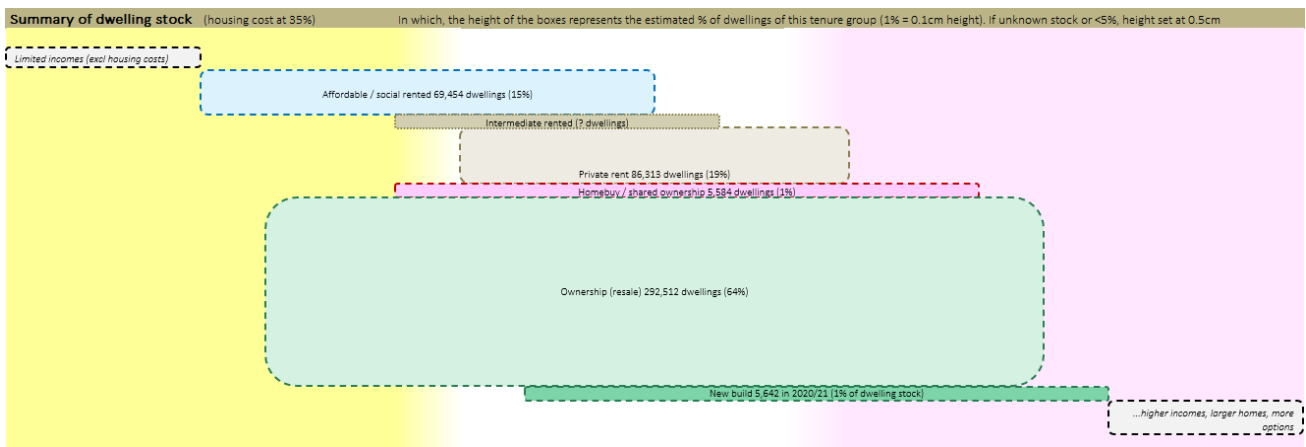 Summary of dwelling stock (housing cost at 35%) In which, the height of the boxes represents the estimated % of dwellings of this tenure group (1% = 0.1cm height). If unknown stock or <5%, height set at 0.5cm
Limited incomes (excl housing costs)
Affordable / social rented 69,454 dwellings (15%)
Intermediate rented (? dwellings)
Private rent 86,313 dwellings (19%)
Homebuy / shared ownership 5,584 dwellings (1%)
Ownership (resale) 292,512 dwellings (64%)
New build 5,642 in 2020/21 (1% of dwelling stock)
...higher incomes, larger homes, more
options